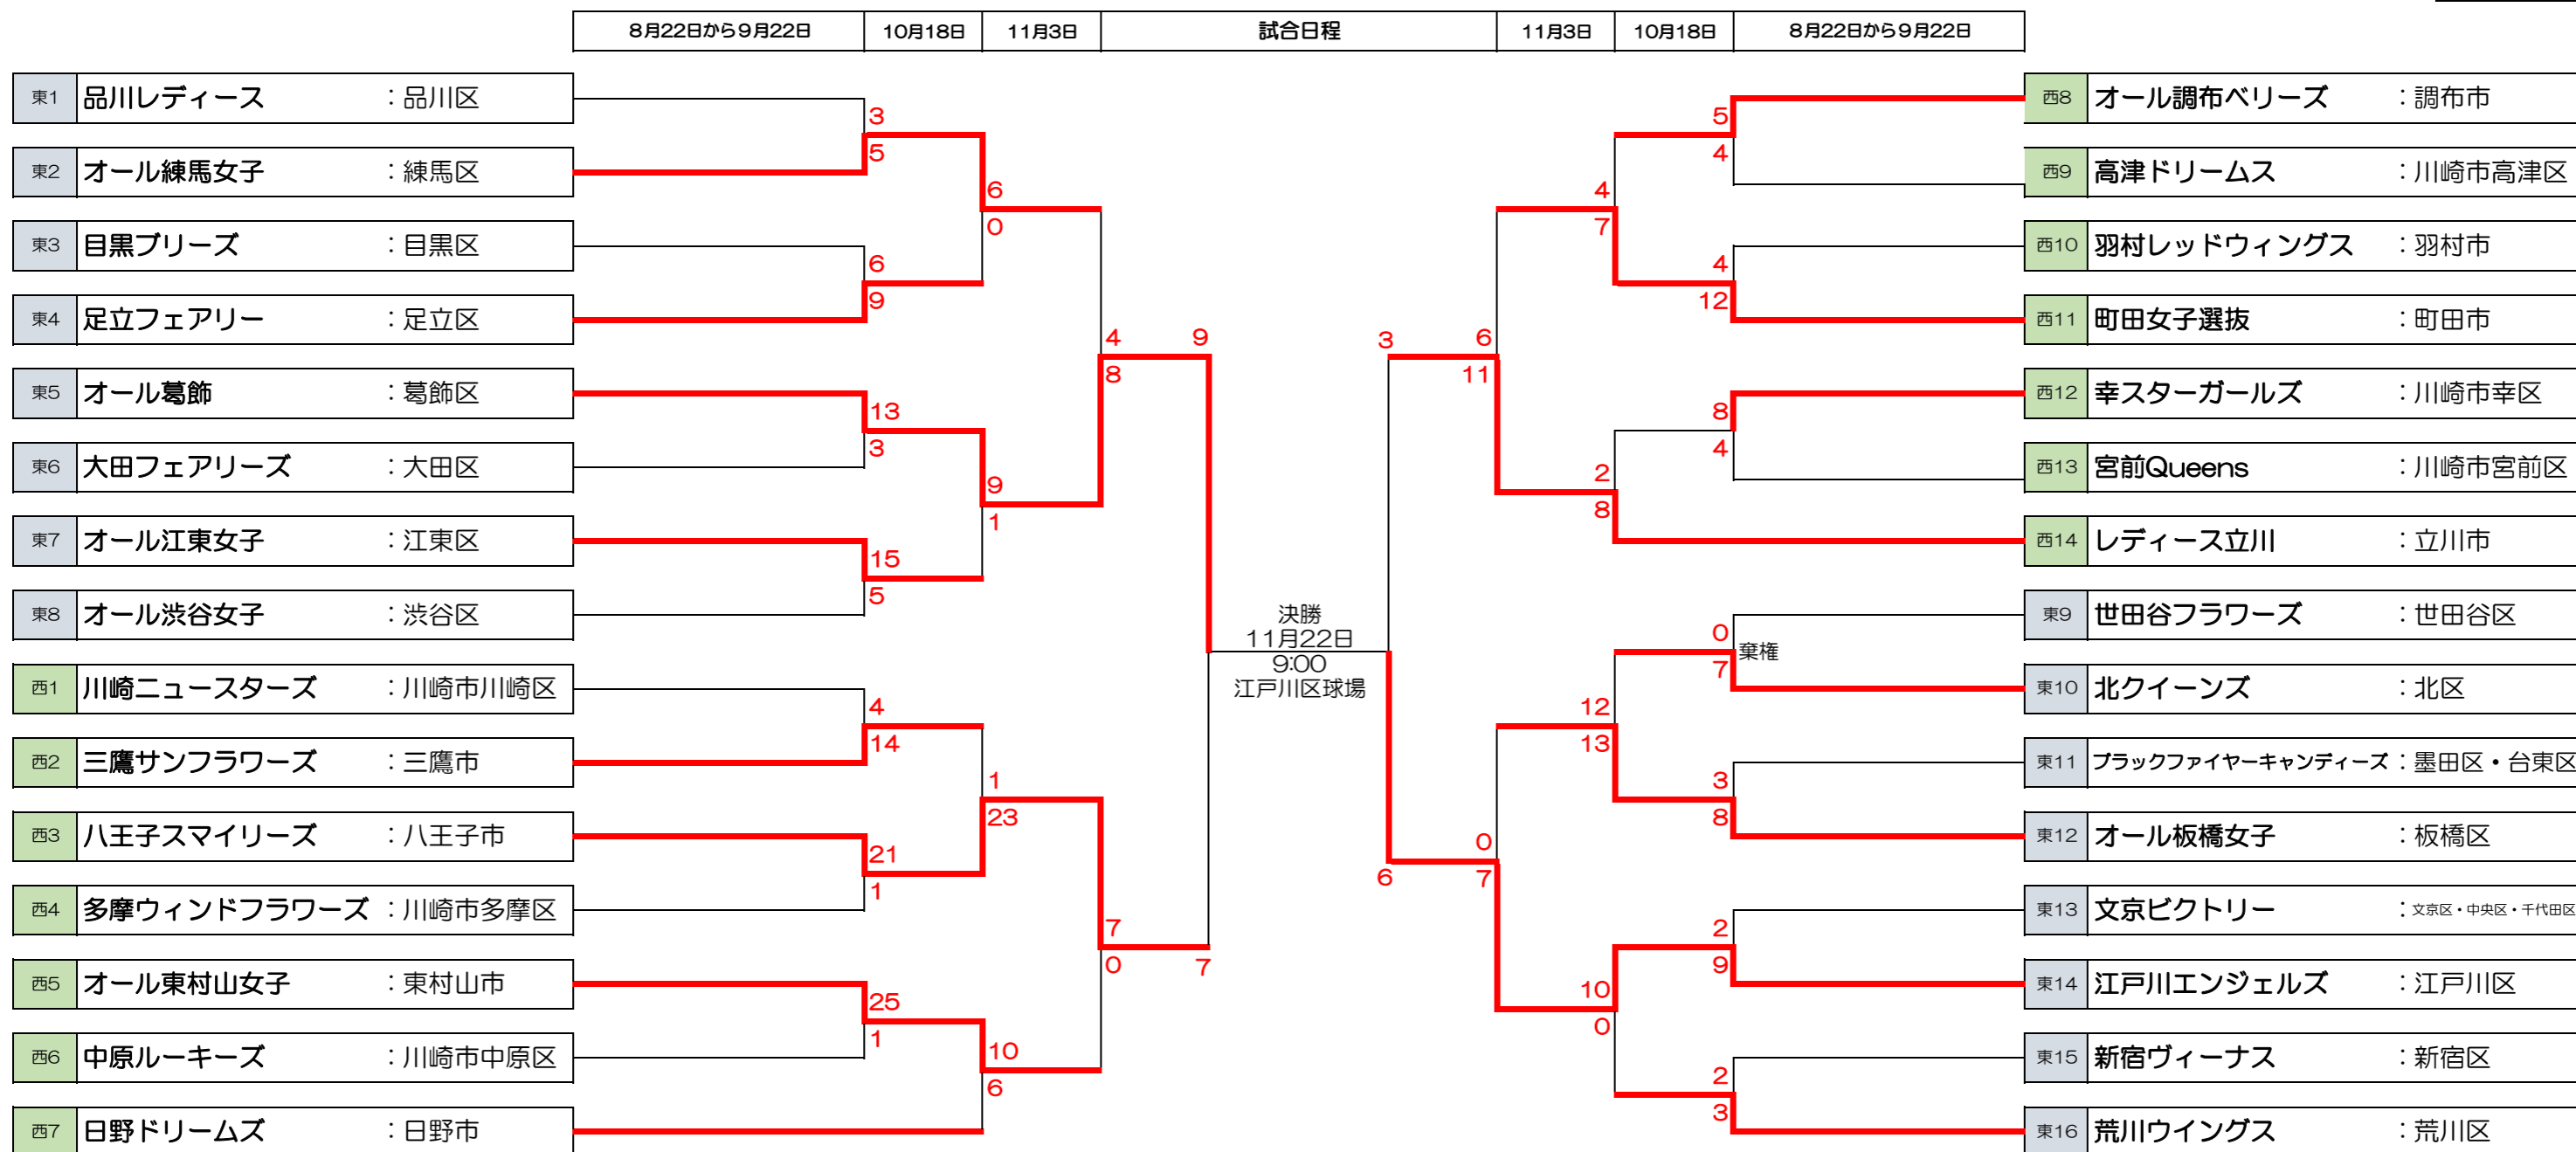 8月22日から9月22日 10月18日 11月3日 試合日程 11月3日 10月18日 8月22日から9月22日
東1 品川レディース ：品川区
東2 オール練馬女子 ：練馬区
東3 目黒ブリーズ ：目黒区
東4 足立フェアリー ：足立区
東5 オール葛飾 ：葛飾区
東6 大田フェアリーズ ：大田区
東7 オール江東女子 ：江東区
東8 オール渋谷女子 ：渋谷区
西1 川崎ニュースターズ ：川崎市川崎区
西2 三鷹サンフラワーズ ：三鷹市
西3 八王子スマイリーズ ：八王子市
西4 多摩ウィンドフラワーズ ：川崎市多摩区
西5 オール東村山女子 ：東村山市
西6 中原ルーキーズ ：川崎市中原区
西7 日野ドリームズ ：日野市
3
5
6
9
13
3
15
5
4
14
21
1
25
1
6
0
9
1
1
23
10
6
4
8
7
0
9
7
決勝
11月22日
9:00
江戸川区球場
3
6
6
11
0
7
4
7
2
8
12
13
10
0
5
4
4
12
8
4
0
7
棄権
3
8
2
9
2
3
西8 オール調布ベリーズ ：調布市
西9 高津ドリームス ：川崎市高津区
西10 羽村レッドウィングス ：羽村市
西11 町田女子選抜 ：町田市
西12 幸スターガールズ ：川崎市幸区
西13 宮前Queens ：川崎市宮前区
西14 レディース立川 ：立川市
東9 世田谷フラワーズ ：世田谷区
東10 北クイーンズ ：北区
東11 ブラックファイヤーキャンディーズ ：墨田区・台東区
東12 オール板橋女子 ：板橋区
東13 文京ビクトリー ：文京区・中央区・千代田区
東14 江戸川エンジェルズ ：江戸川区
東15 新宿ヴィーナス ：新宿区
東16 荒川ウイングス ：荒川区